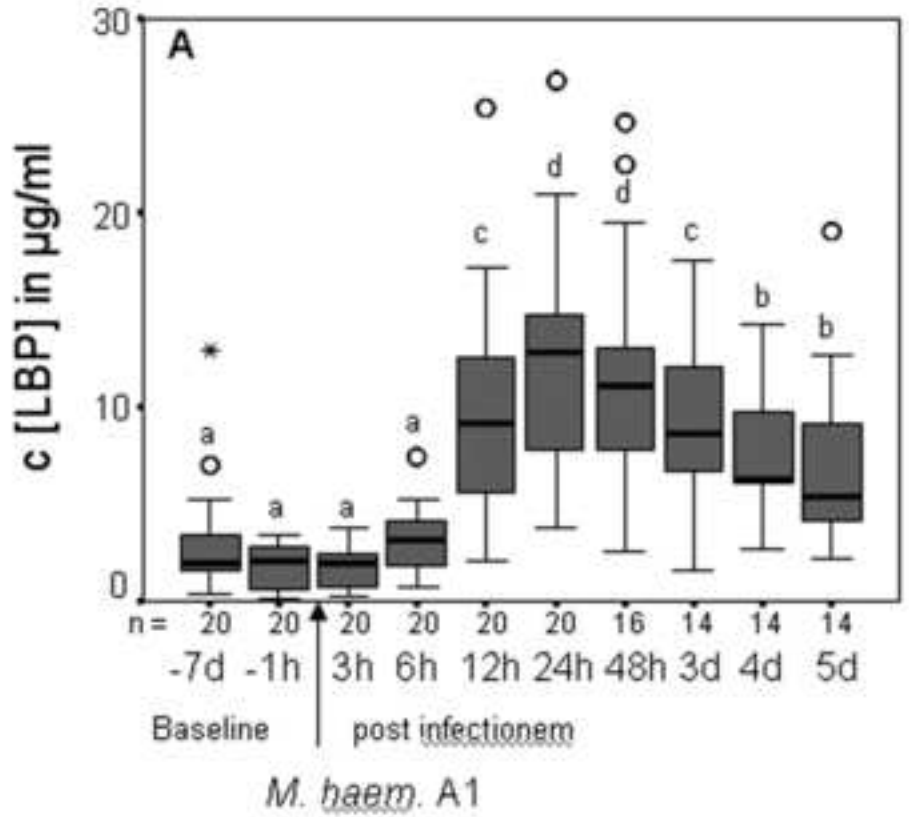 A
c [LBP] in µg/ml
30
20
10
0
a a a a c d d c b b
n = 20 20 20 20 20 20 16 14 14 14
-7d -1h 3h 6h 12h 24h 48h 3d 4d 5d
Baseline post infectionem
M. haem. A1